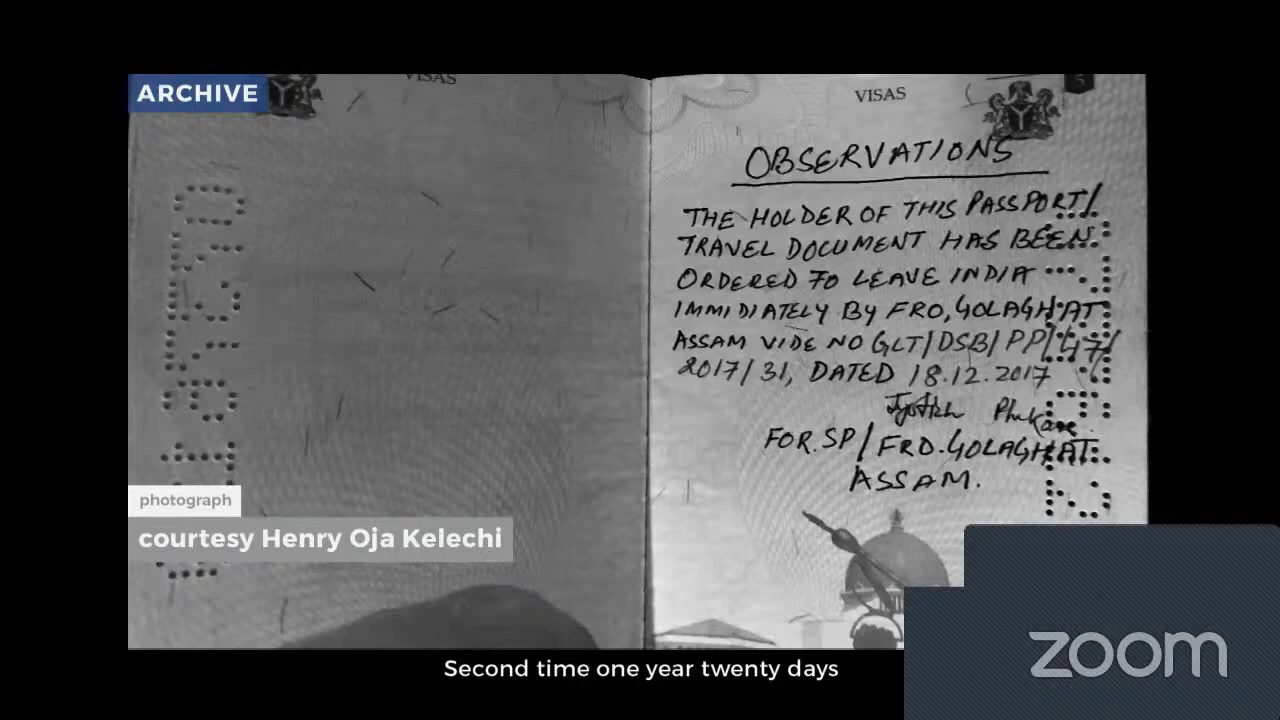 ARCHIVE
VISAS
VISAS
5
OBSERVATIONS
THE HOLDER OF THIS PASSPORT/
TRAVEL DOCUMENT HAS BEEN
ORDERED TO LEAVE INDIA
IMMIDIATELY BY FRO, GOLAGHAT
ASSAM VIDE NO GLT/DSB/PP/47/
2017/31, DATED 18.12.2017
FOR SP/FRO. GOLAGHAT
ASSAM.
photograph
courtesy Henry Oja Kelechi
Second time one year twenty days
zoom